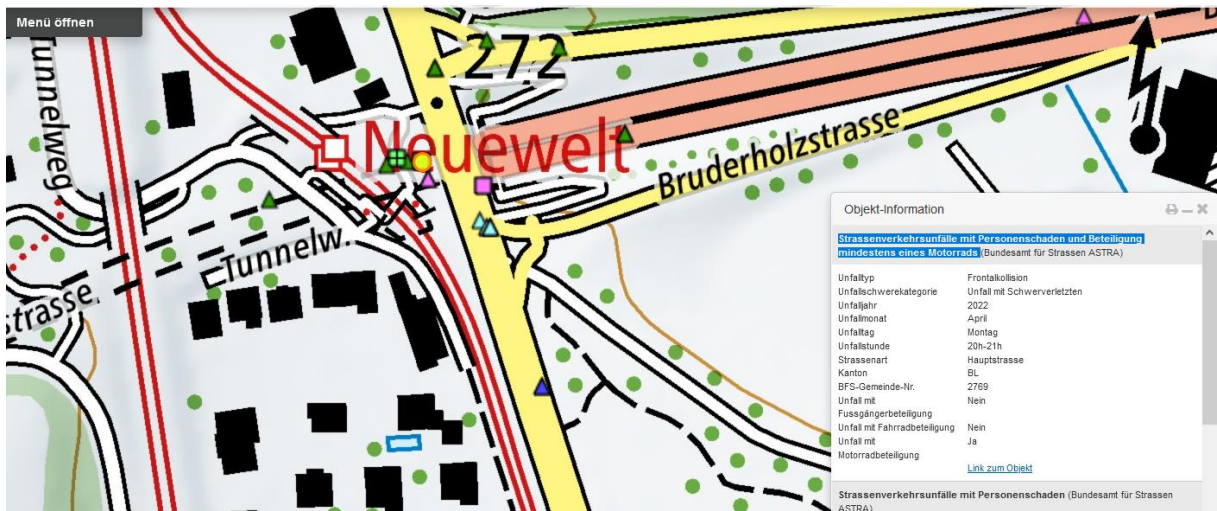 Menü öffnen
Tunnelweg
272
Neuewelt
Bruderholzstrasse
Tunnelw.
strasse
Objekt-Information
Strassenverkehrsunfälle mit Personenschaden und Beteiligung
mindestens eines Motorrads (Bundesamt für Strassen ASTRA)
Unfalltyp Frontalkollision
Unfallschwerekategorie Unfall mit Schwerverletzten
Unfalljahr 2022
Unfallmonat April
Unfalltag Montag
Unfallstunde 20h-21h
Strassenart Hauptstrasse
Kanton BL
BFS-Gemeinde-Nr. 2769
Unfall mit Nein
Fussgängerbeteiligung
Unfall mit Fahrradbeteiligung Nein
Unfall mit Ja
Motorradbeteiligung
Link zum Objekt
Strassenverkehrsunfälle mit Personenschaden (Bundesamt für Strassen
ASTRA)